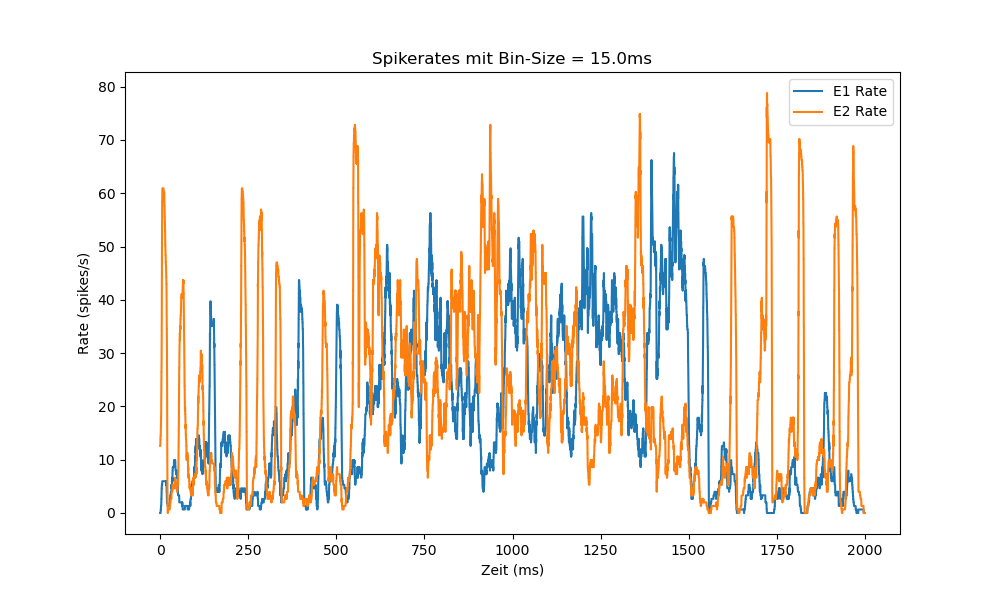 Spikerates mit Bin-Size = 15.0ms
E1 Rate
E2 Rate
80
70
60
50
40
30
20
10
0
Rate (spikes/s)
0 250 500 750 1000 1250 1500 1750 2000
Zeit (ms)